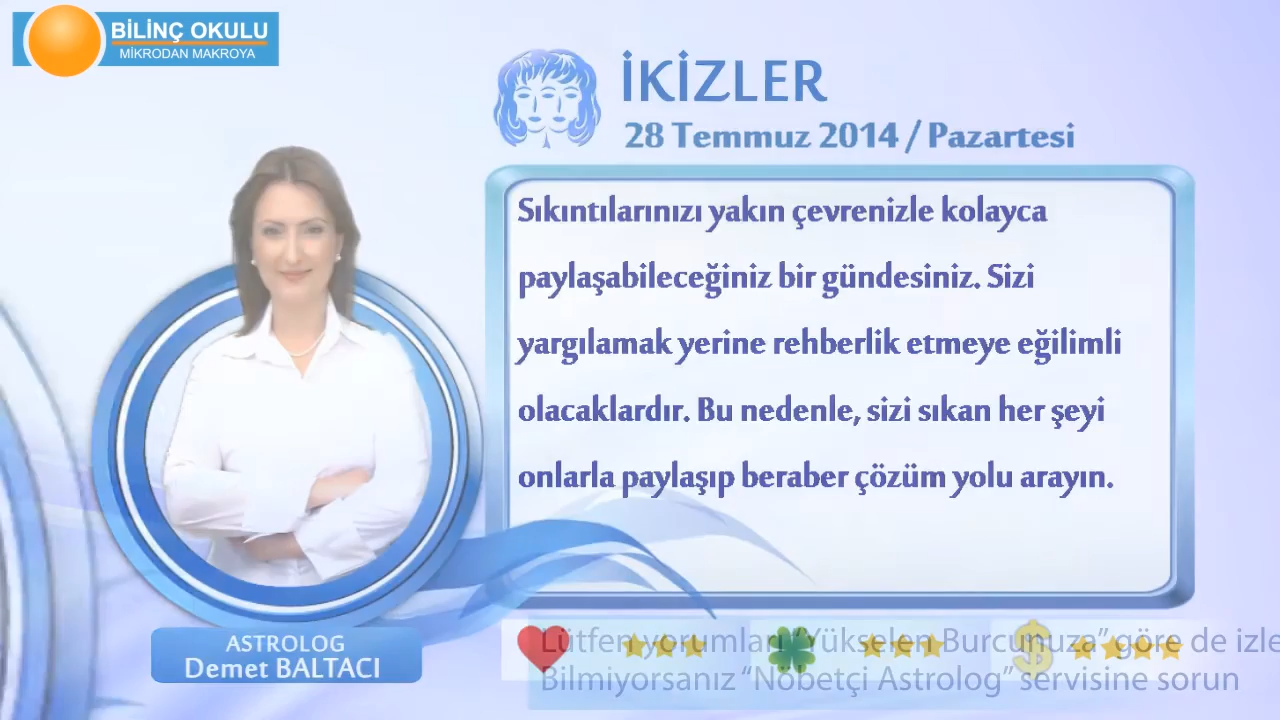 BİLİNÇ OKULU
MİKRODAN MAKROYA
İKİZLER
28 Temmuz 2014 / Pazartesi
Sıkıntılarınızı yakın çevrenizle kolayca
paylaşabileceğiniz bir gündesiniz. Sizi
yargılamak yerine rehberlik etmeye eğilimli
olacaklardır. Bu nedenle, sizi sıkan her şeyi
onlarla paylaşıp beraber çözüm yolu arayın.
ASTROLOG
Demet BALTACI
Lütfen yorumları “Yükselen Burcunuza” göre de izle
Bilmiyorsanız “Nöbetçi Astrolog” servisine sorun